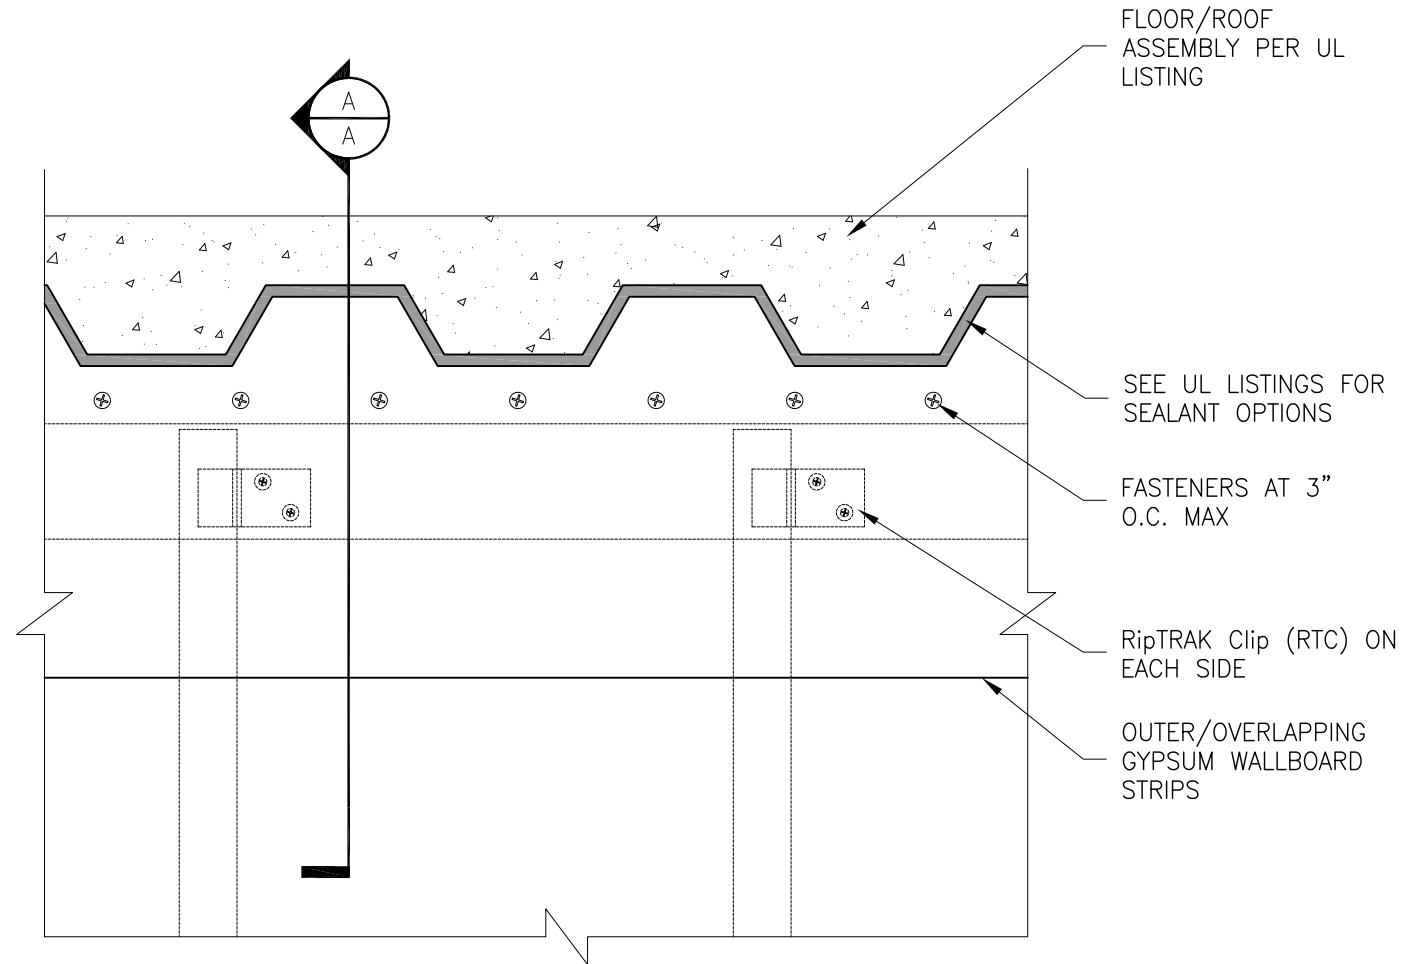 FLOOR/ROOF
ASSEMBLY PER UL
LISTING
A
A
SEE UL LISTINGS FOR
SEALANT OPTIONS
FASTENERS AT 3”
O.C. MAX
RipTRAK Clip (RTC) ON
EACH SIDE
OUTER/OVERLAPPING
GYPSUM WALLBOARD
STRIPS